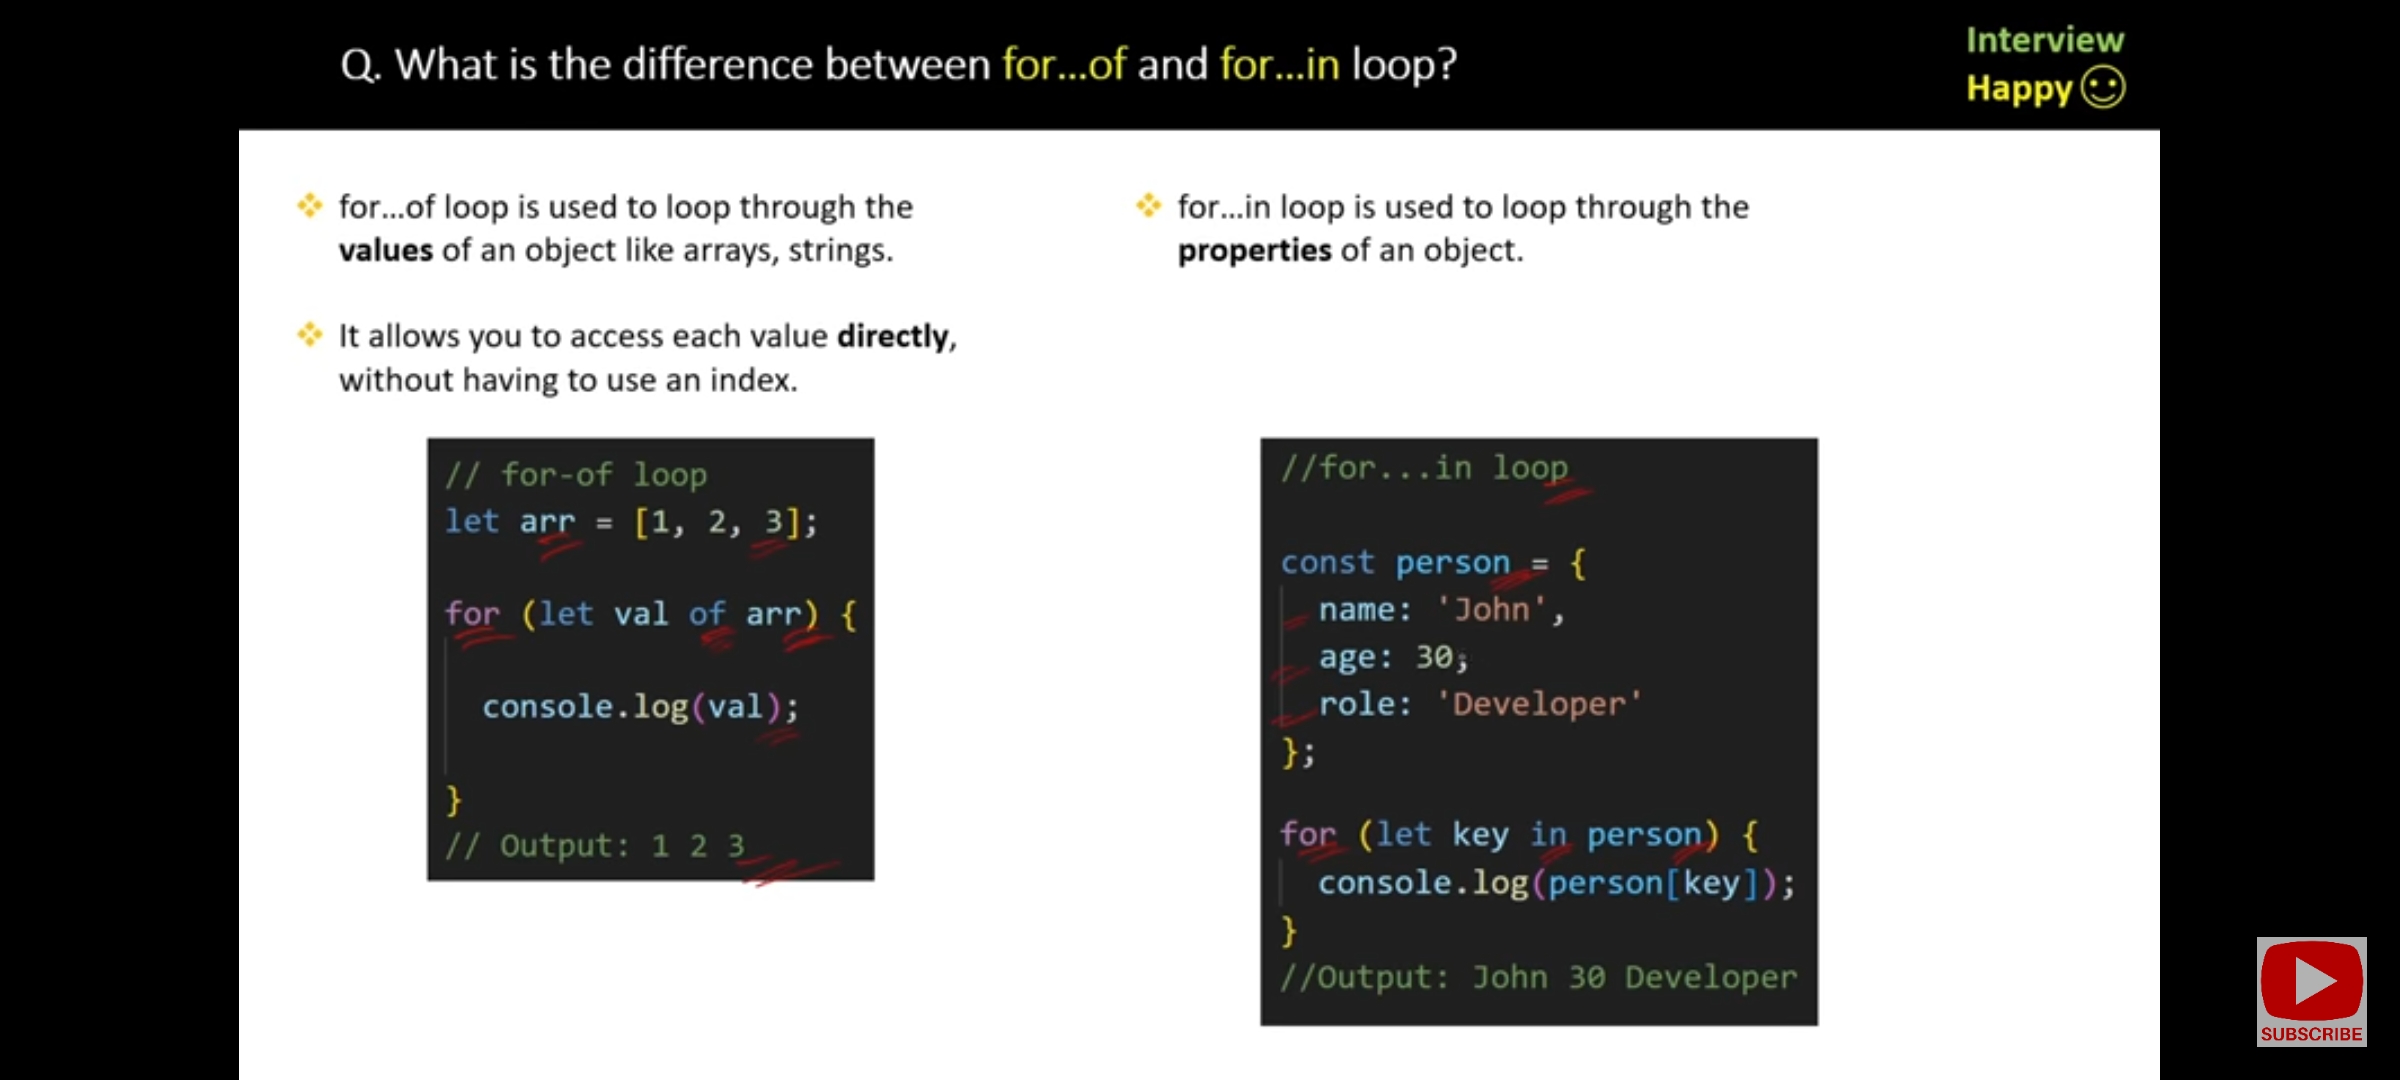 Q. What is the difference between for...of and for...in loop?
Interview
Happy
for...of loop is used to loop through the
values of an object like arrays, strings.
It allows you to access each value directly,
without having to use an index.
// for-of loop
let arr = [1, 2, 3];
for (let val of arr) {
console.log(val);
}
// Output: 1 2 3
for...in loop is used to loop through the
properties of an object.
//for...in loop
const person = {
name: 'John',
age: 30,
role: 'Developer'
};
for (let key in person) {
console.log(person[key]);
}
//Output: John 30 Developer
SUBSCRIBE